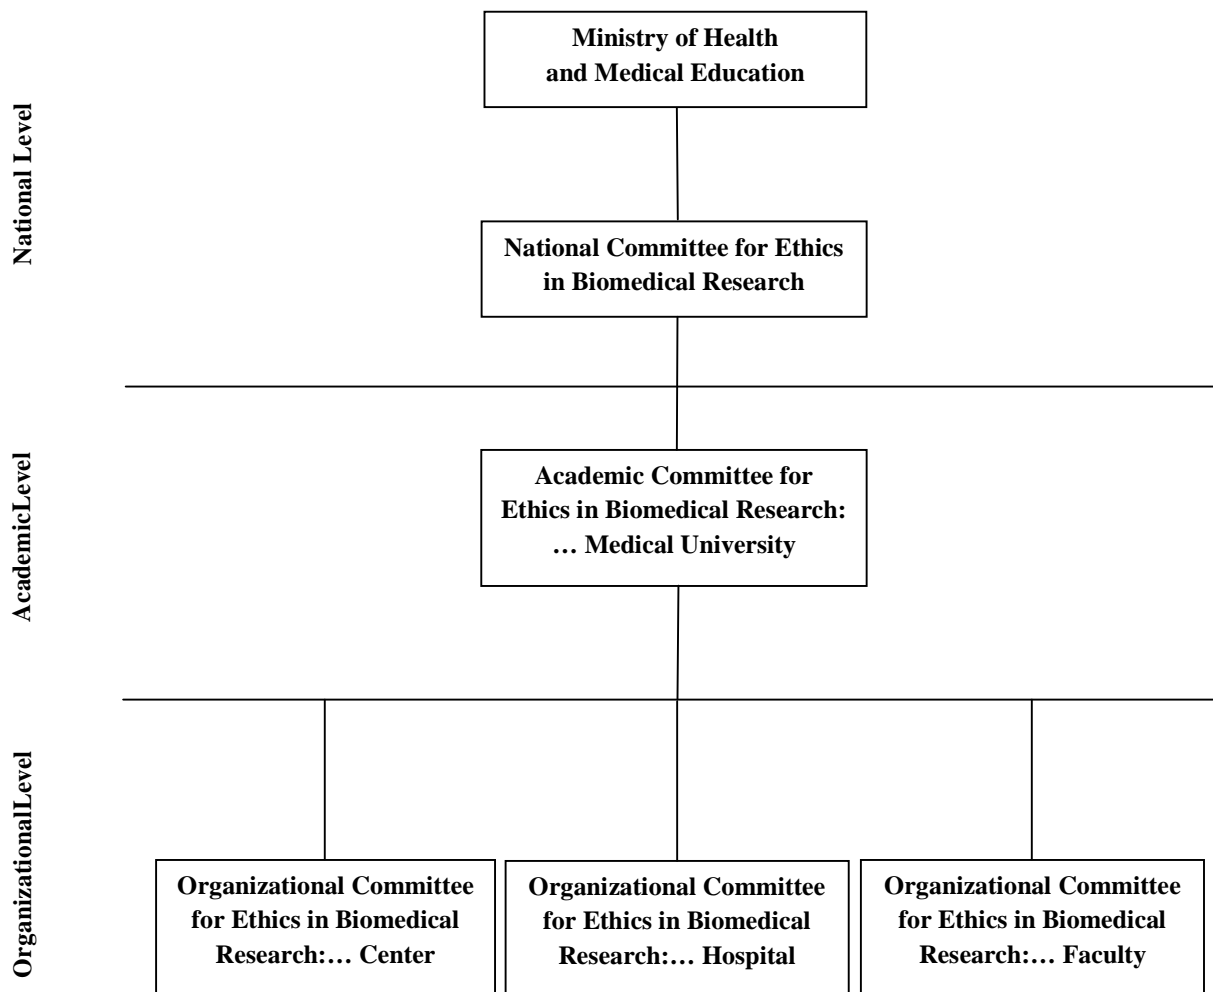 National Level
Ministry of Health
and Medical Education
National Committee for Ethics
in Biomedical Research
AcademicLevel
Academic Committee for
Ethics in Biomedical Research:
… Medical University
OrganizationalLevel
Organizational Committee
for Ethics in Biomedical
Research:… Center
Organizational Committee
for Ethics in Biomedical
Research:… Hospital
Organizational Committee
for Ethics in Biomedical
Research:… Faculty